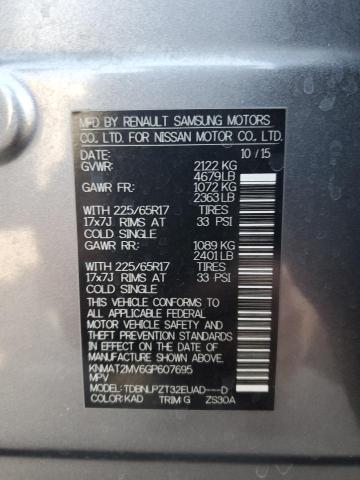 MFD BY RENAULT SAMSUNG MOTORS
CO., LTD. FOR NISSAN MOTOR CO., LTD.
DATE: 10/15
GVWR: 2122 KG
4679LB
GAWR FR: 1072 KG
2363 LB
WITH 225/65R17 TIRES
17x7J RIMS AT 33 PSI
COLD SINGLE
GAWR RR: 1089 KG
2401 LB
WITH 225/65R17 TIRES
17x7J RIMS AT 33 PSI
COLD SINGLE
THIS VEHICLE CONFORMS TO
ALL APPLICABLE FEDERAL
MOTOR VEHICLE SAFETY
AND THEFT PREVENTION
STANDARDS IN EFFECT ON
THE DATE OF MANUFACTURE
SHOWN ABOVE.
KNMAT2MV6GP607695
MPV
MODEL: TDBNLPZT32EUAD---D
COLOR: KAD TRIM G ZS30A